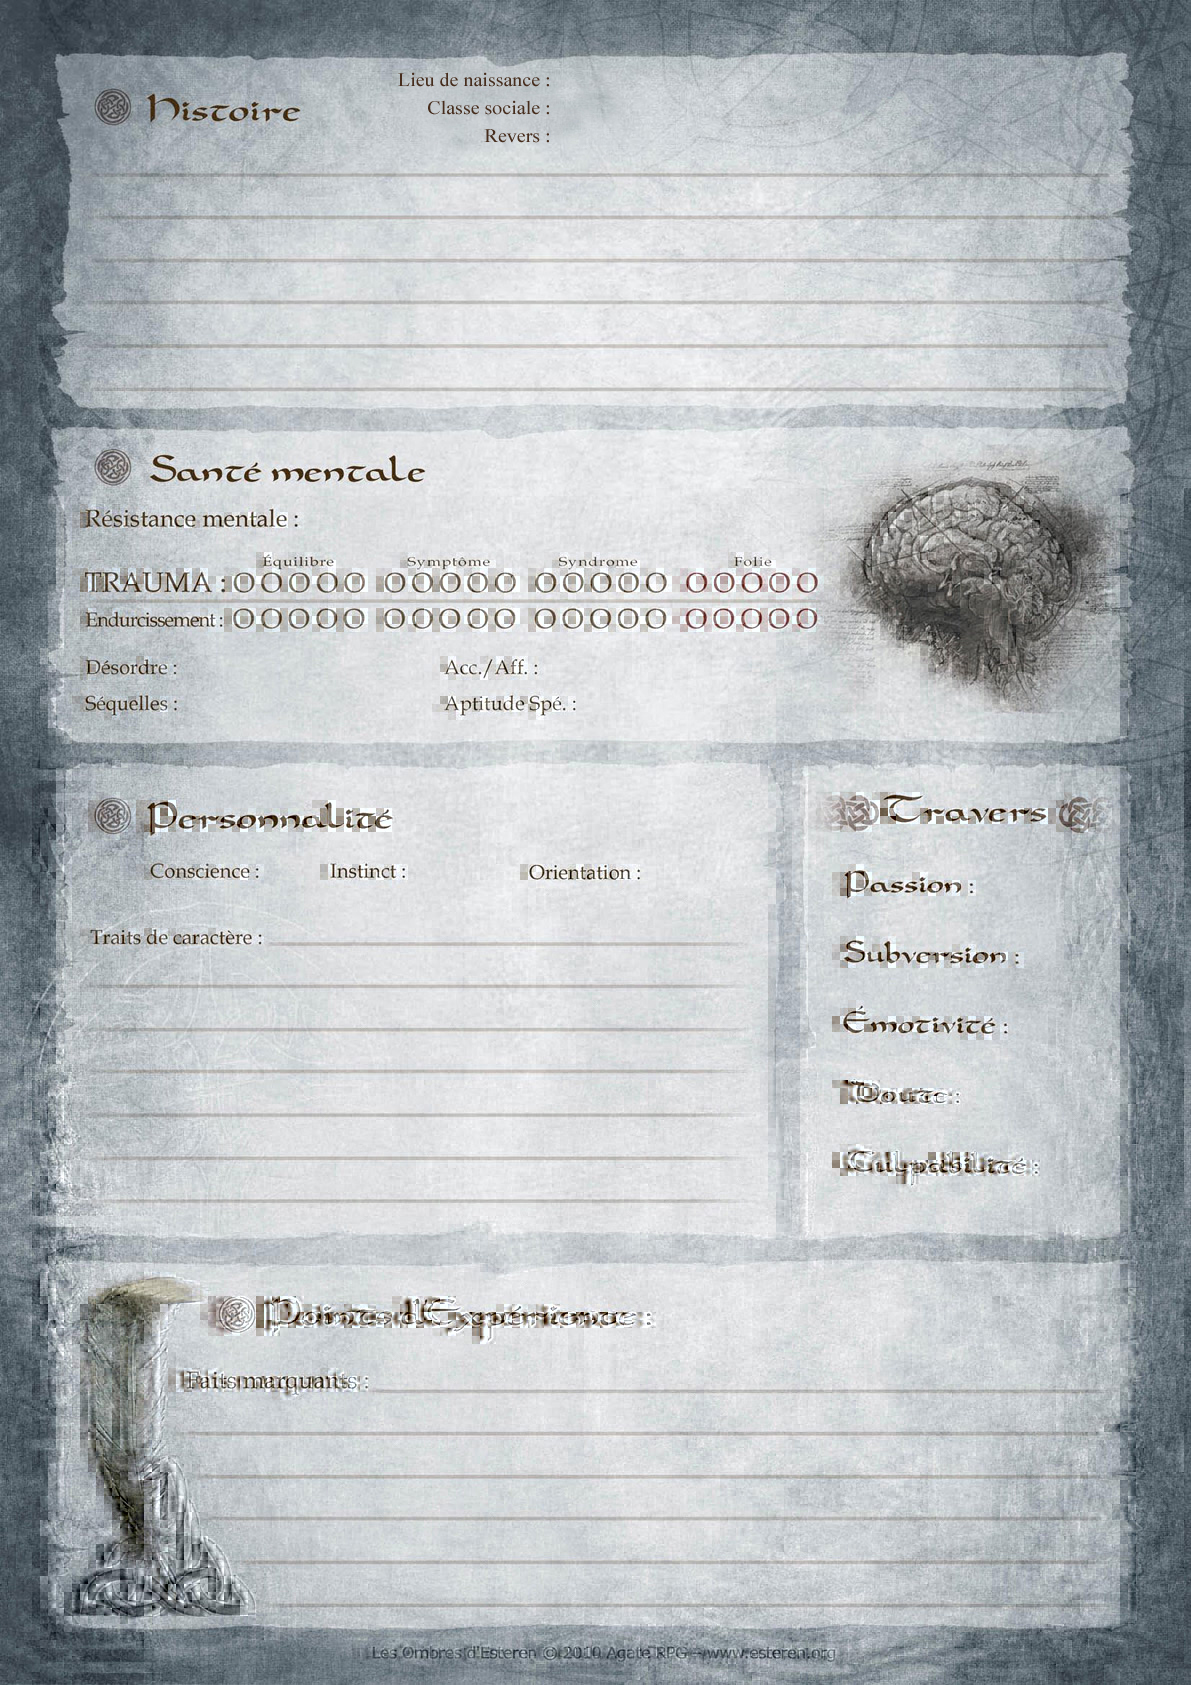 Histoire
Lieu de naissance :
Classe sociale :
Revers :
Santé mentale
Résistance mentale :
Équilibre Symptôme Syndrome Folie
TRAUMA : O O O O O O O O O O O O O O O O O O O O
Endurcissement : O O O O O O O O O O O O O O O O O O O O
Désordre : Acc./Aff. :
Séquelles : Aptitude Spé. :
Personnalité
Conscience : Instinct : Orientation :
Traits de caractère :
Travers
Passion :
Subversion :
Émotivité :
Doute :
Culpabilité :
Points d'Expérience :
Faits marquants :
Les Ombres d'Esteren © 2010 Agate RPG - www.esteren.org